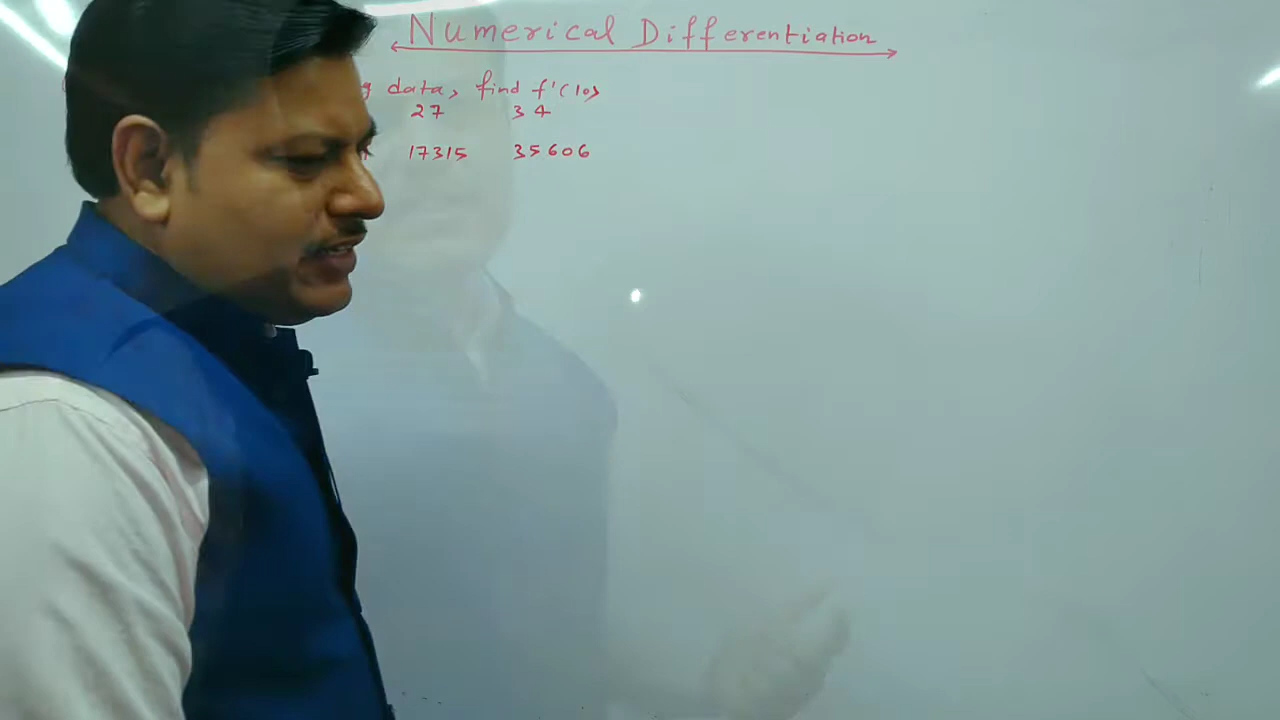 Numerical Differentiation
data, find f'(10)
27 34
17315 35606